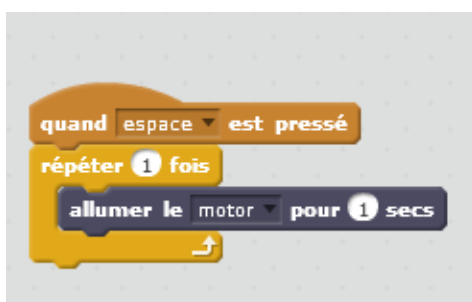 quand espace est pressé
répéter 1 fois
allumer le motor pour 1 secs